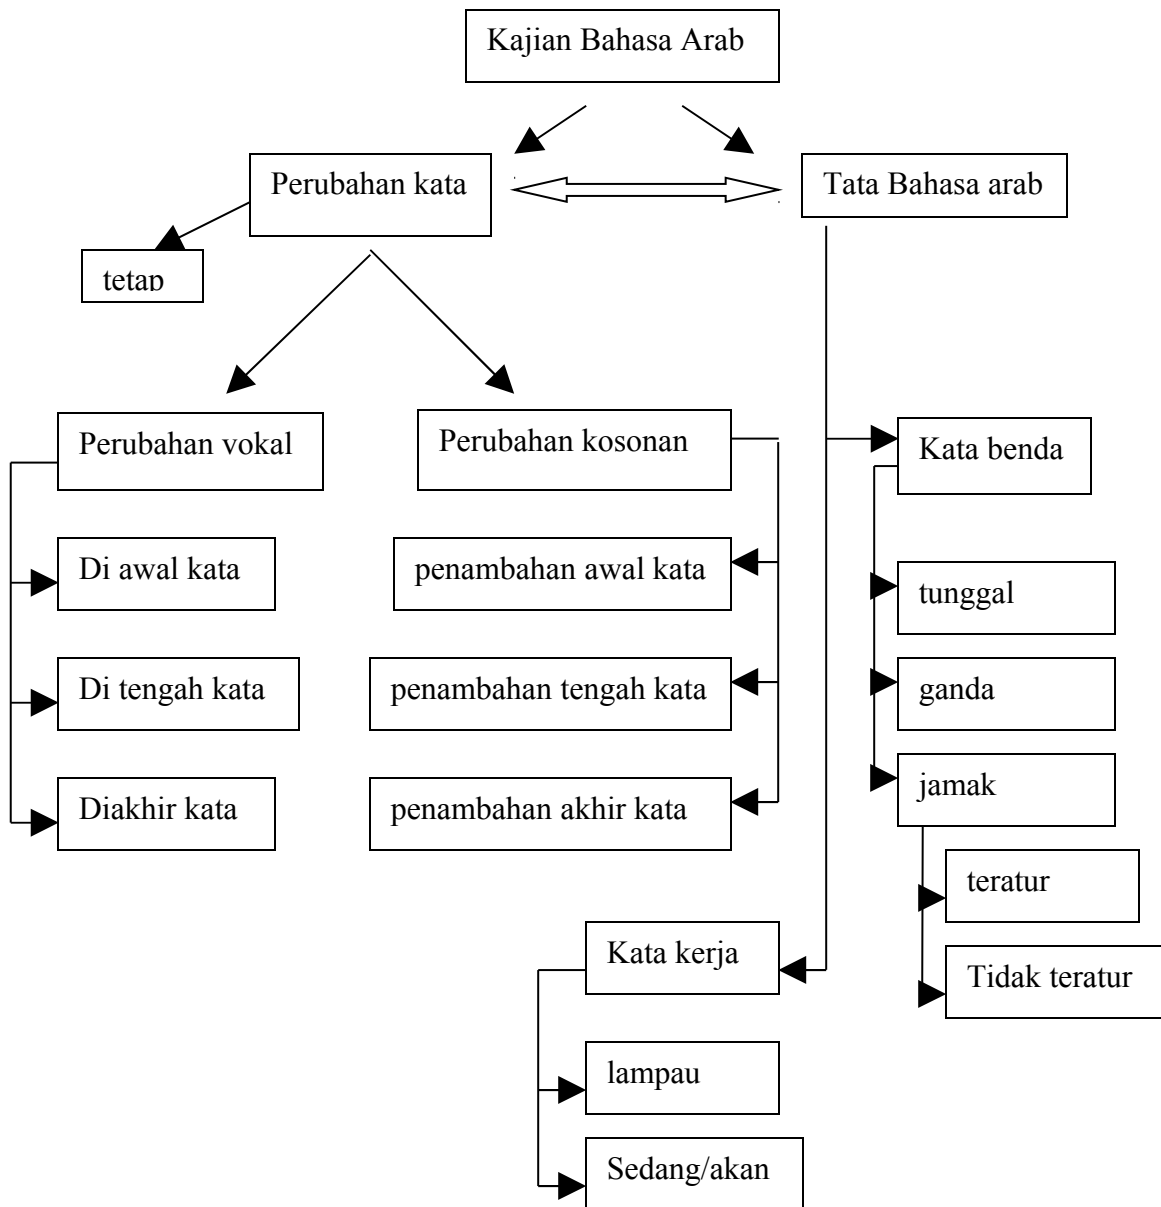 Kajian Bahasa Arab
Perubahan kata
Tata Bahasa arab
tetap
Perubahan vokal
Perubahan kosonan
Kata benda
Di awal kata
penambahan awal kata
tunggal
Di tengah kata
penambahan tengah kata
ganda
Diakhir kata
penambahan akhir kata
jamak
teratur
Kata kerja
Tidak teratur
lampau
Sedang/akan